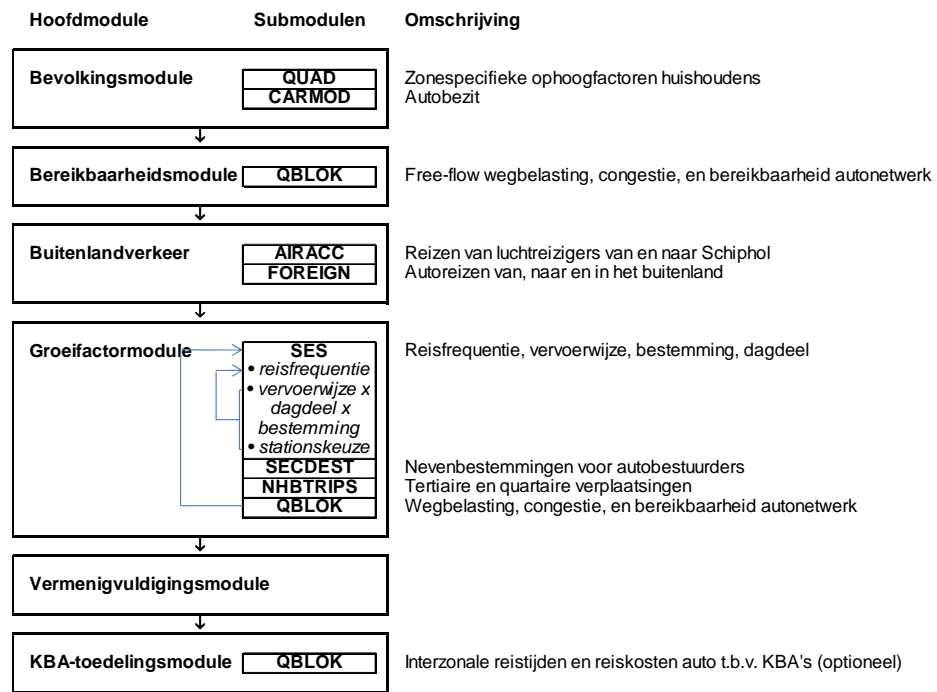 Hoofdmodule Submodulen Omschrijving
Bevolkingsmodule QUAD Zonespecifieke ophoogfactoren huishoudens
CARMOD Autobezit
Bereikbaarheidsmodule QBLOK Free-flow wegbelasting, congestie, en bereikbaarheid autonetwerk
Buitenlandverkeer AIRACC Reizen van luchtreizigers van en naar Schiphol
FOREIGN Autoreizen van, naar en in het buitenland
Groeifactormodule SES Reisfrequentie, vervoerwijze, bestemming, dagdeel
• reisfrequentie
• vervoerwijze x
dagdeel x
bestemming
• stationskeuze
SECDEST Nevenbestemmingen voor autobestuurders
NHBTRIPS Tertiaire en quartaire verplaatsingen
QBLOK Wegbelasting, congestie, en bereikbaarheid autonetwerk
Vermenigvuldigingsmodule
KBA-toedelingsmodule QBLOK Interzonale reistijden en reiskosten auto t.b.v. KBA's (optioneel)